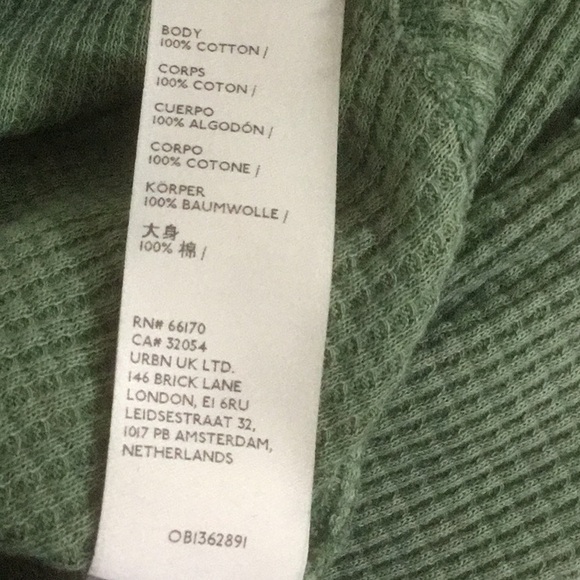 BODY
100% COTTON /
CORPS
100% COTON /
CUERPO
100% ALGODÓN /
CORPO
100% COTONE /
KÖRPER
100% BAUMWOLLE /
大身
100% 棉 /
RN# 66170
CA# 32054
URBN UK LTD.
146 BRICK LANE
LONDON, E1 6RU
LEIDSESTRAAT 32,
1017 PB AMSTERDAM,
NETHERLANDS
OB1362891